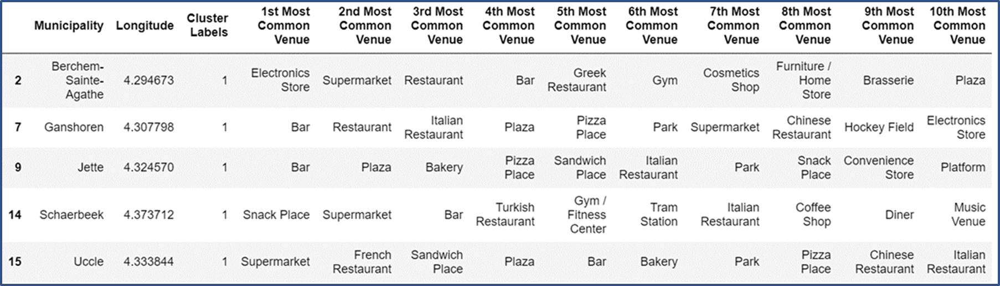 Municipality Longitude Cluster Labels 1st Most Common Venue 2nd Most Common Venue 3rd Most Common Venue 4th Most Common Venue 5th Most Common Venue 6th Most Common Venue 7th Most Common Venue 8th Most Common Venue 9th Most Common Venue 10th Most Common Venue
2 Berchem-Sainte-Agathe 4.294673 1 Electronics Store Supermarket Restaurant Bar Greek Restaurant Gym Cosmetics Shop Furniture / Home Store Brasserie Plaza
7 Ganshoren 4.307798 1 Bar Restaurant Italian Restaurant Plaza Pizza Place Park Supermarket Chinese Restaurant Hockey Field Electronics Store
9 Jette 4.324570 1 Bar Plaza Bakery Pizza Place Sandwich Place Italian Restaurant Park Snack Place Convenience Store Platform
14 Schaerbeek 4.373712 1 Snack Place Supermarket Bar Turkish Restaurant Gym / Fitness Center Tram Station Italian Restaurant Coffee Shop Diner Music Venue
15 Uccle 4.333844 1 Supermarket French Restaurant Sandwich Place Plaza Bar Bakery Park Pizza Place Chinese Restaurant Italian Restaurant